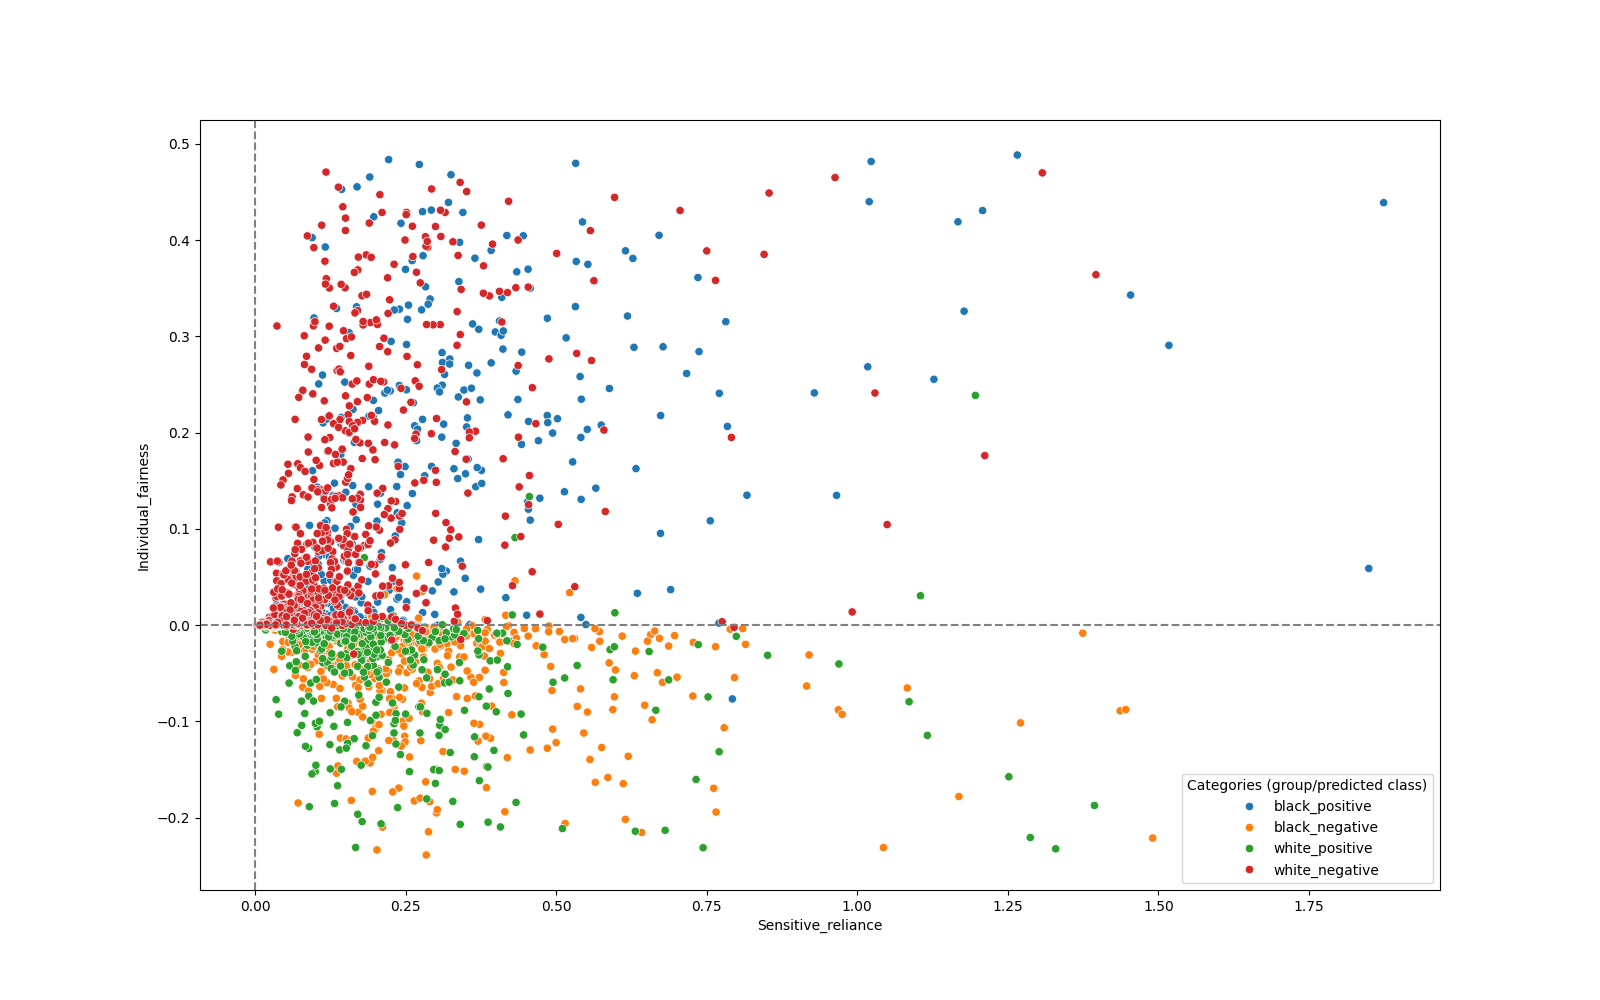 0.5
0.4
0.3
0.2
0.1
0.0
−0.1
−0.2
Individual_fairness
0.00 0.25 0.50 0.75 1.00 1.25 1.50 1.75
Sensitive_reliance
Categories (group/predicted class)
black_positive
black_negative
white_positive
white_negative